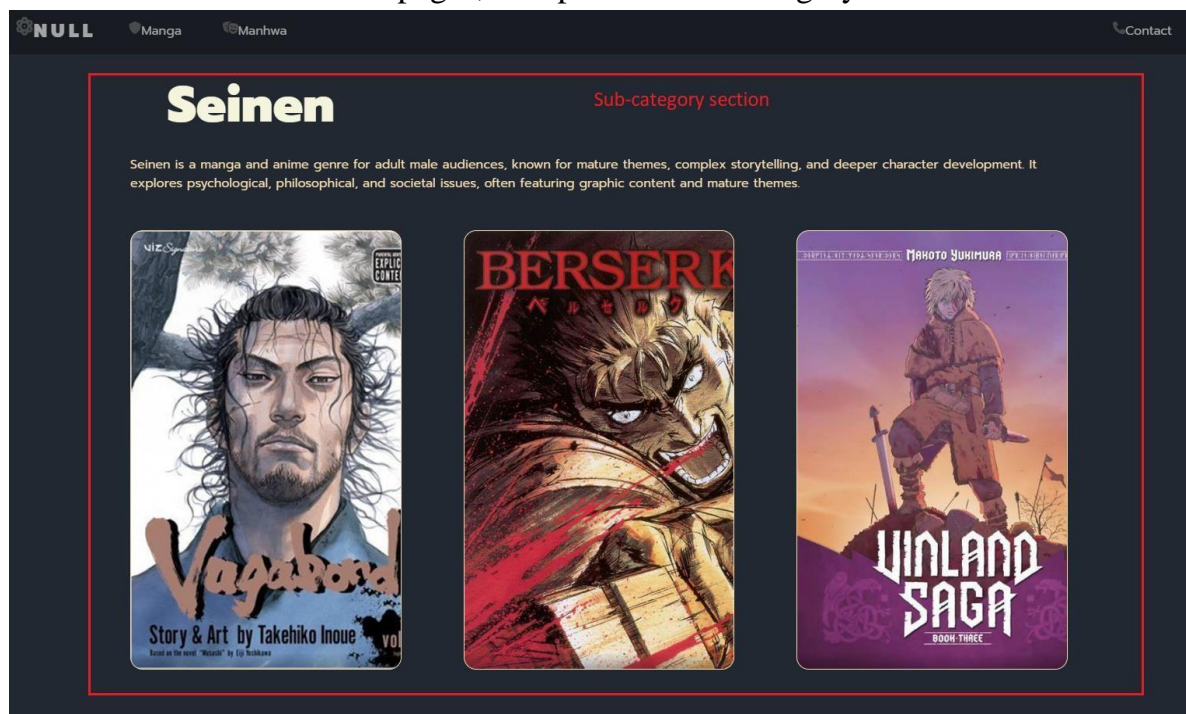 NULL Manga Manhwa Contact
Seinen
Sub-category section
Seinen is a manga and anime genre for adult male audiences, known for mature themes, complex storytelling, and deeper character development. It
explores psychological, philosophical, and societal issues, often featuring graphic content and mature themes.
VIZ Signature
EXPLIC
CONTE
Vagabond
Story & Art by Takehiko Inoue
vol
Based on the novel "Musashi" by Eiji Yoshikawa
BERSERK
ベルセルク
MAKOTO YUKIMURA
VINLAND
SAGA
BOOK THREE